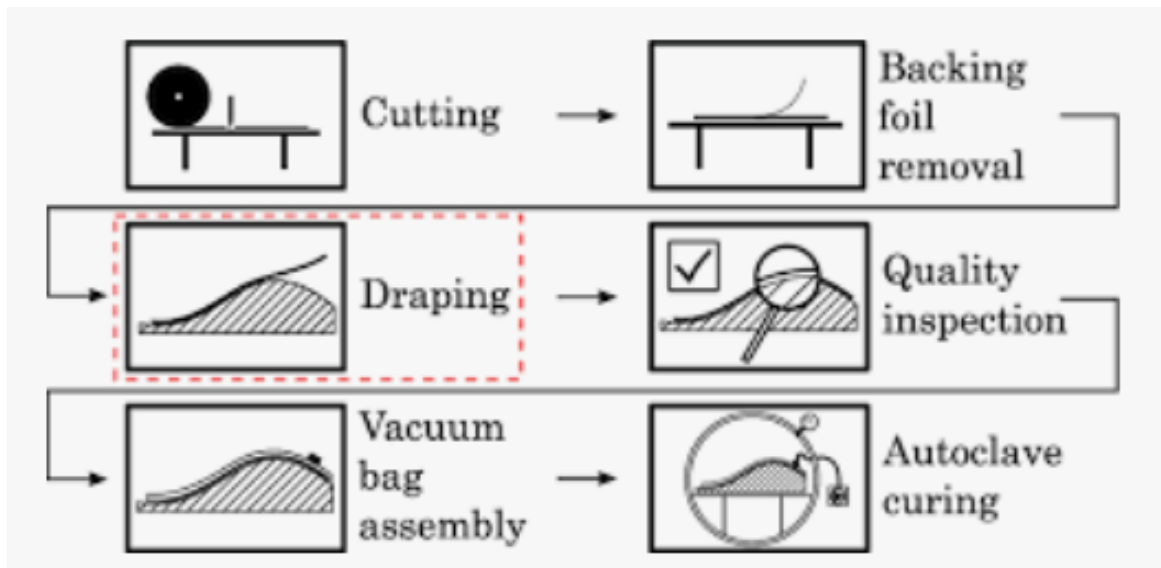 Cutting
Backing
foil
removal
Draping
Quality
inspection
Vacuum
bag
assembly
Autoclave
curing